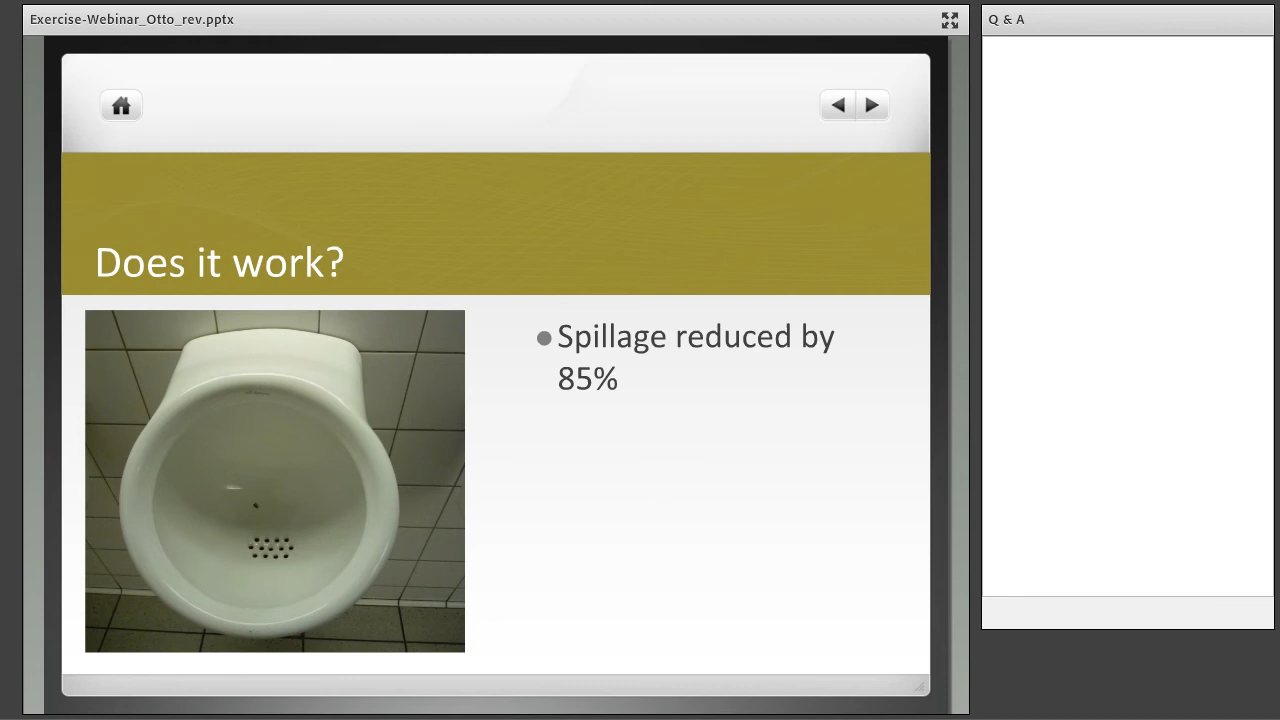 Exercise-Webinar_Otto_rev.pptx
Q & A
Does it work?
Spillage reduced by
85%